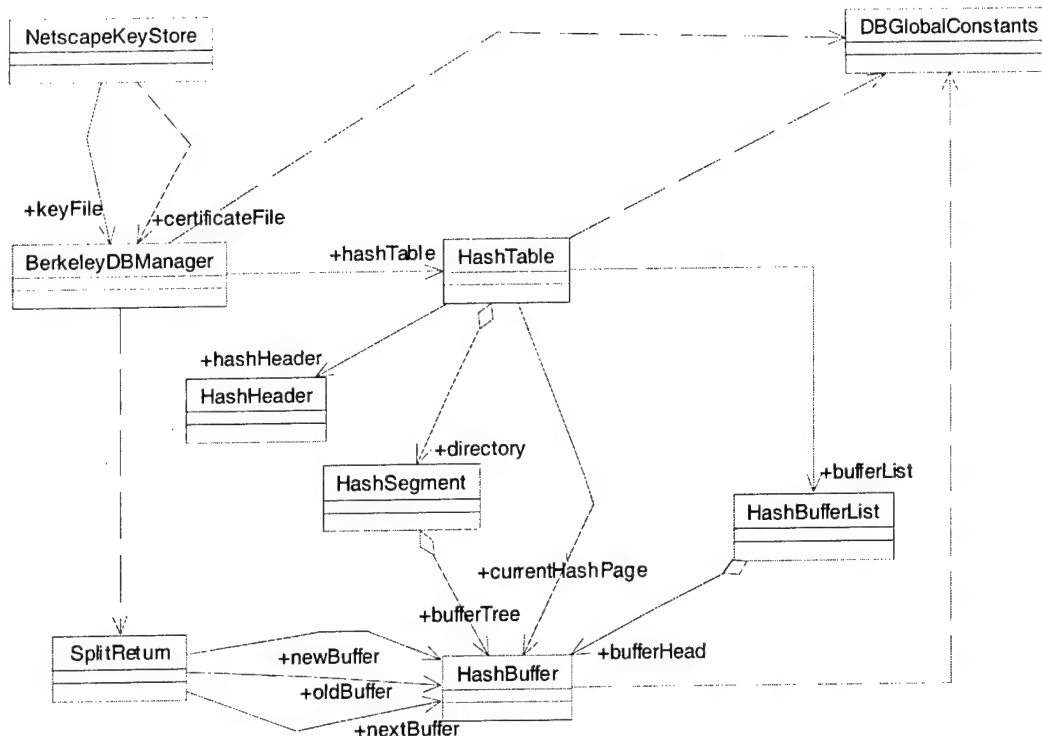 NetscapeKeyStore
DBGlobalConstants
+keyFile
+certificateFile
BerkeleyDBManager
+hashTable
HashTable
+hashHeader
HashHeader
+directory
HashSegment
+bufferList
HashBufferList
+currentHashPage
+bufferTree
SplitReturn
+newBuffer
HashBuffer
+bufferHead
+oldBuffer
+nextBuffer